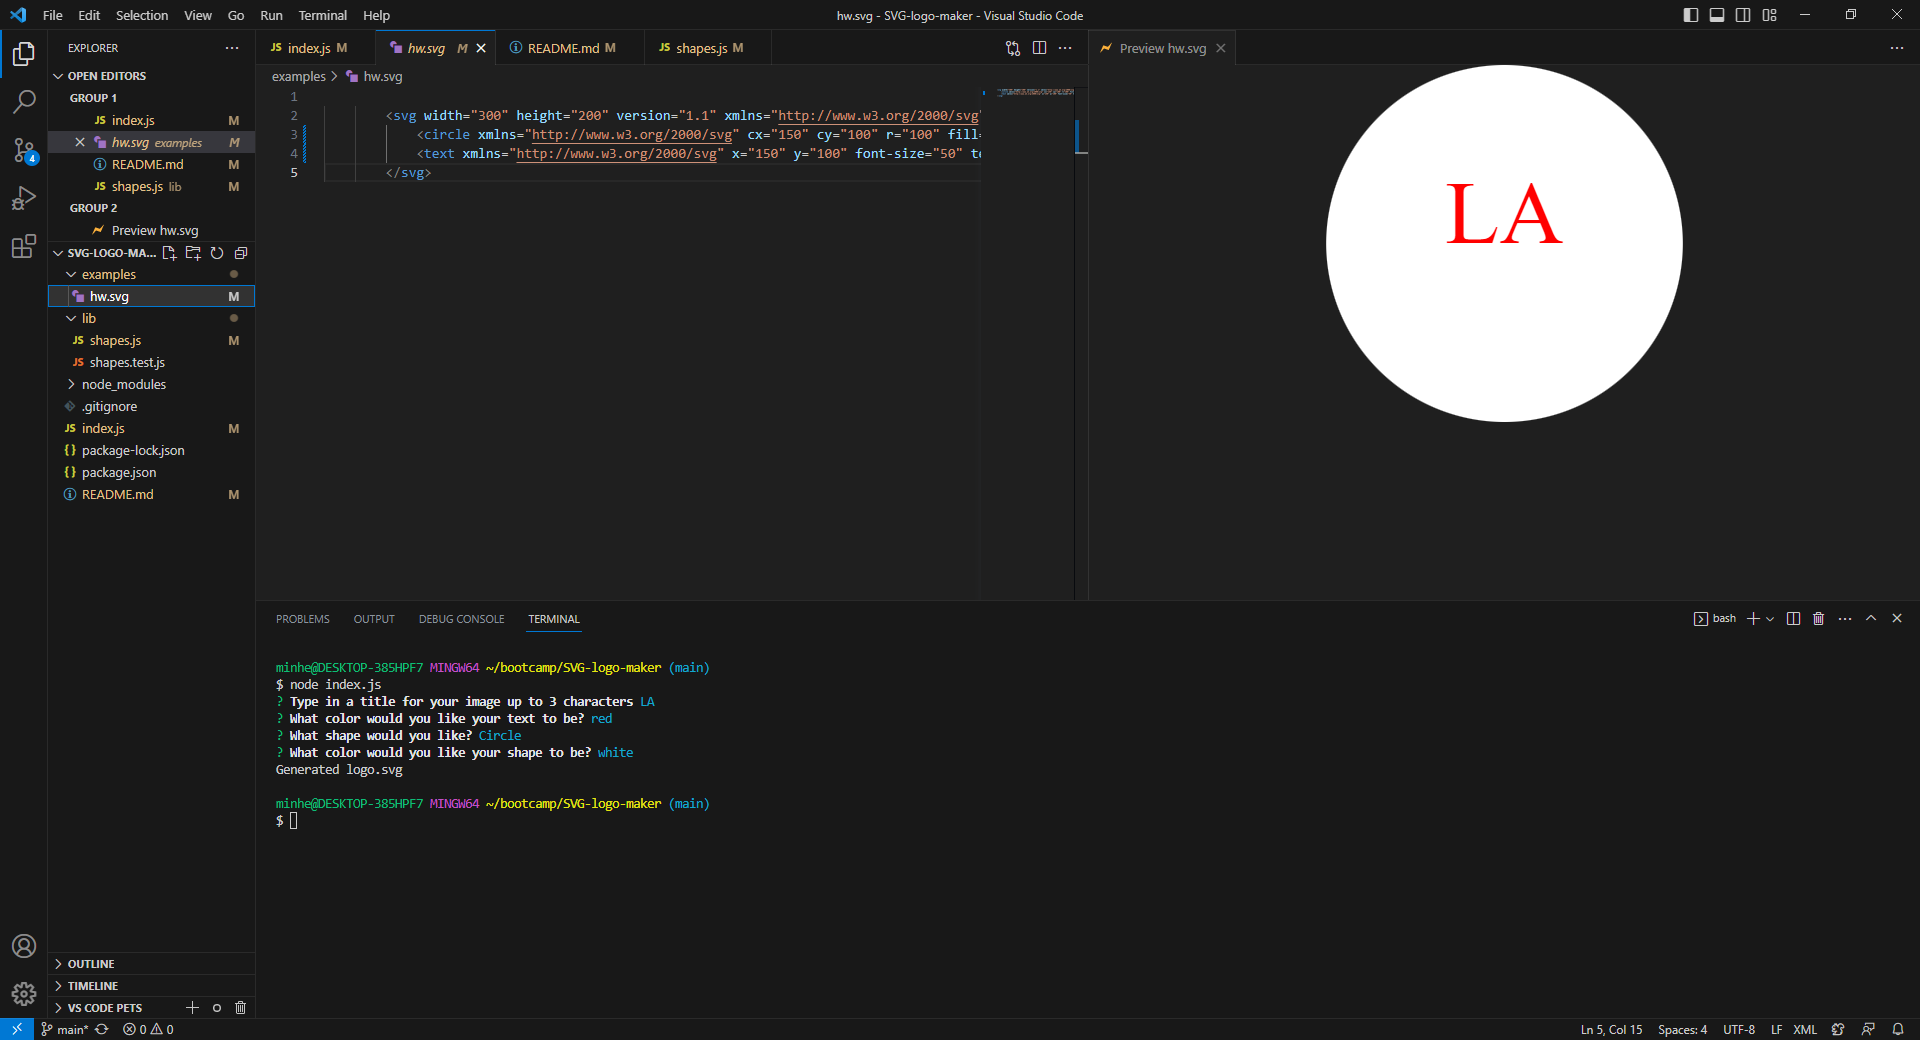 File Edit Selection View Go Run Terminal Help
hw.svg - SVG-logo-maker - Visual Studio Code
EXPLORER
OPEN EDITORS
GROUP 1
JS index.js M
hw.svg examples M
README.md M
JS shapes.js lib M
GROUP 2
Preview hw.svg
SVG-LOGO-MA...
examples
hw.svg M
lib
JS shapes.js M
JS shapes.test.js
node_modules
.gitignore
JS index.js M
{} package-lock.json
{} package.json
README.md M
OUTLINE
TIMELINE
VS CODE PETS
4
JS index.js M hw.svg M README.md M JS shapes.js M
examples > hw.svg
1
2 <svg width="300" height="200" version="1.1" xmlns="http://www.w3.org/2000/svg"
3 <circle xmlns="http://www.w3.org/2000/svg" cx="150" cy="100" r="100" fill=
4 <text xmlns="http://www.w3.org/2000/svg" x="150" y="100" font-size="50" te
5 </svg>
Preview hw.svg
LA
PROBLEMS OUTPUT DEBUG CONSOLE TERMINAL
bash
minhe@DESKTOP-385HPF7 MINGW64 ~/bootcamp/SVG-logo-maker (main)
$ node index.js
? Type in a title for your image up to 3 characters LA
? What color would you like your text to be? red
? What shape would you like? Circle
? What color would you like your shape to be? white
Generated logo.svg
minhe@DESKTOP-385HPF7 MINGW64 ~/bootcamp/SVG-logo-maker (main)
$
main* 0 0
Ln 5, Col 15 Spaces: 4 UTF-8 LF XML